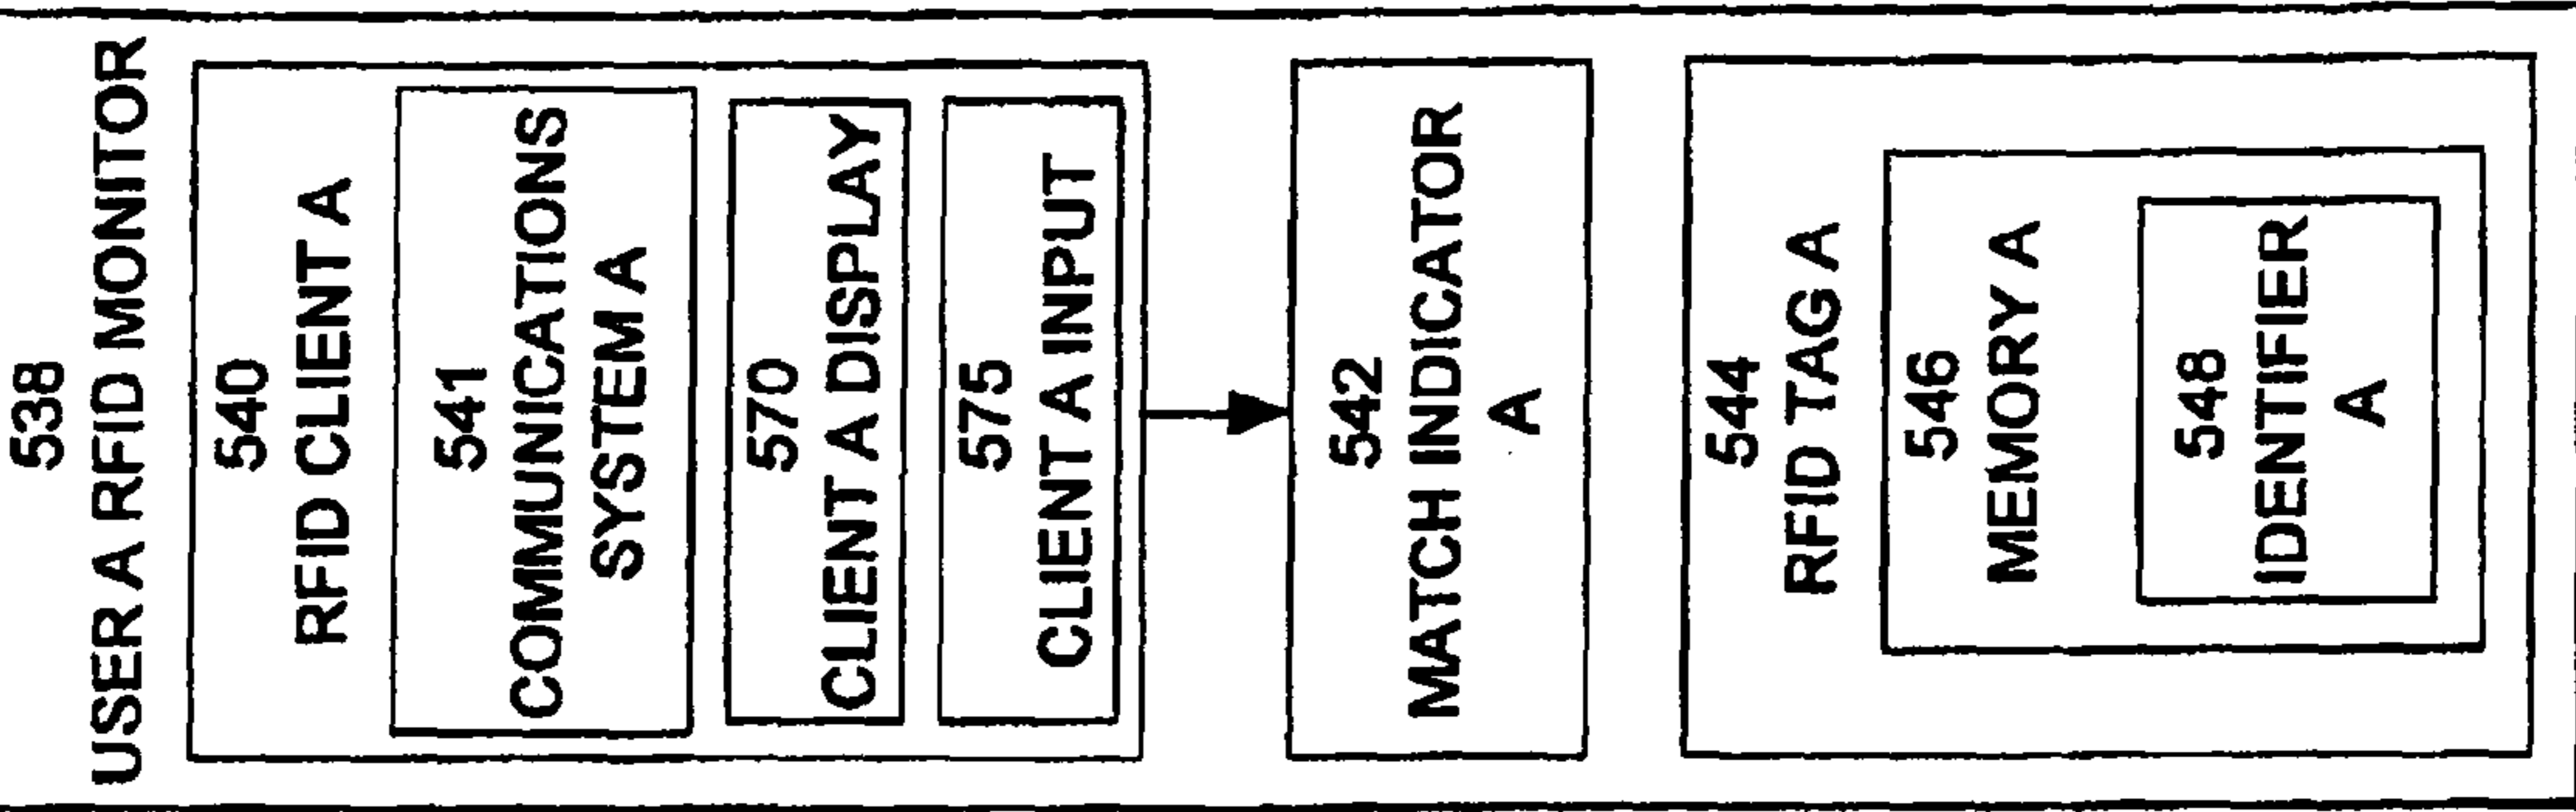 538
USER A RFID MONITOR
540
RFID CLIENT A
541
COMMUNICATIONS
SYSTEM A
570
CLIENT A DISPLAY
575
CLIENT A INPUT
542
MATCH INDICATOR
A
544
RFID TAG A
546
MEMORY A
548
IDENTIFIER
A